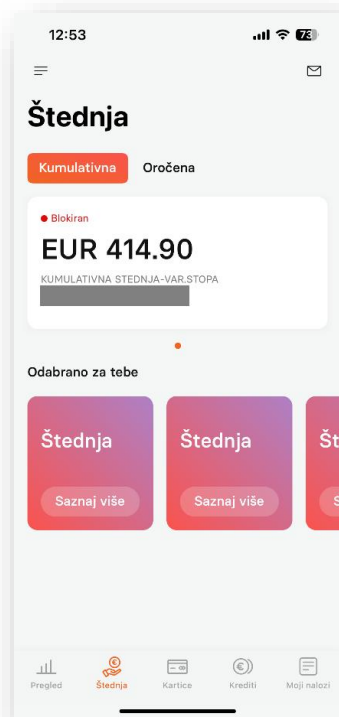 12:53
73
Štednja
Kumulativna Oročena
Blokiran
EUR 414.90
KUMULATIVNA STEDNJA-VAR.STOPA
Odabrano za tebe
Štednja Štednja Št
Saznaj više Saznaj više S
Pregled Štednja Kartice Krediti Moji nalozi